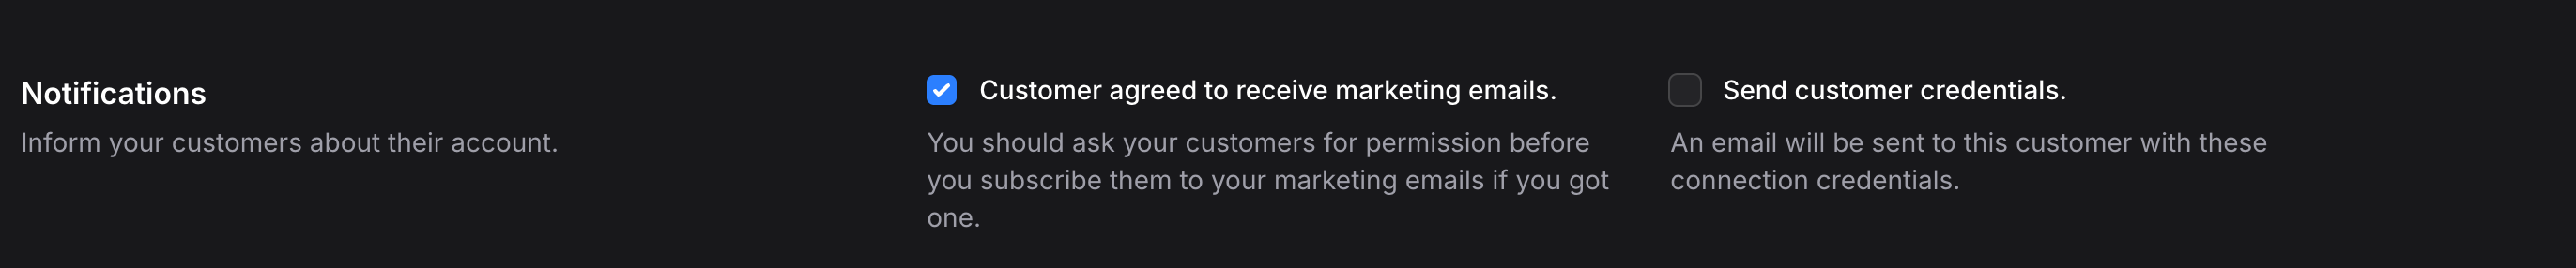 Notifications
Inform your customers about their account.
Customer agreed to receive marketing emails.
You should ask your customers for permission before
you subscribe them to your marketing emails if you got
one.
Send customer credentials.
An email will be sent to this customer with these
connection credentials.